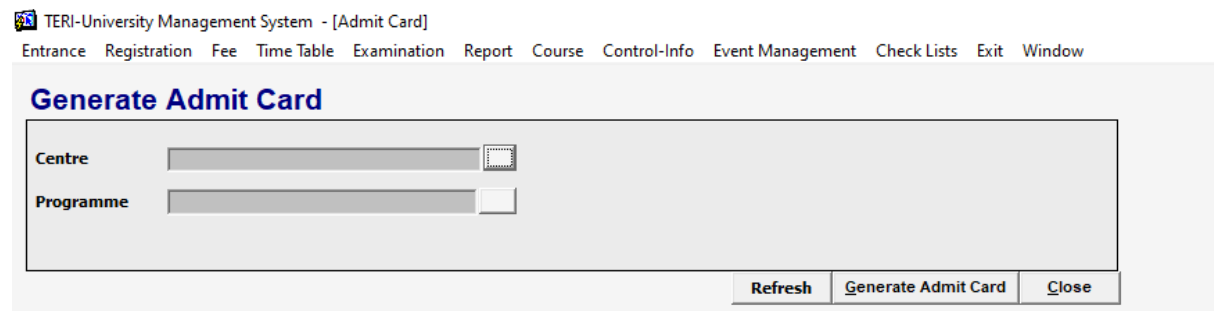 TERI-University Management System - [Admit Card]
Entrance Registration Fee Time Table Examination Report Course Control-Info Event Management Check Lists Exit Window
Generate Admit Card
Centre
Programme
Refresh Generate Admit Card Close